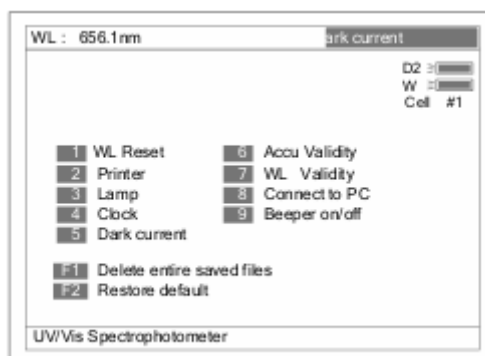 WL : 656.1nm ark current
D2
W
Cell #1
1 WL Reset 6 Accu Validity
2 Printer 7 WL Validity
3 Lamp 8 Connect to PC
4 Clock 9 Beeper on/off
5 Dark current
F1 Delete entire saved files
F2 Restore default
UV/Vis Spectrophotometer